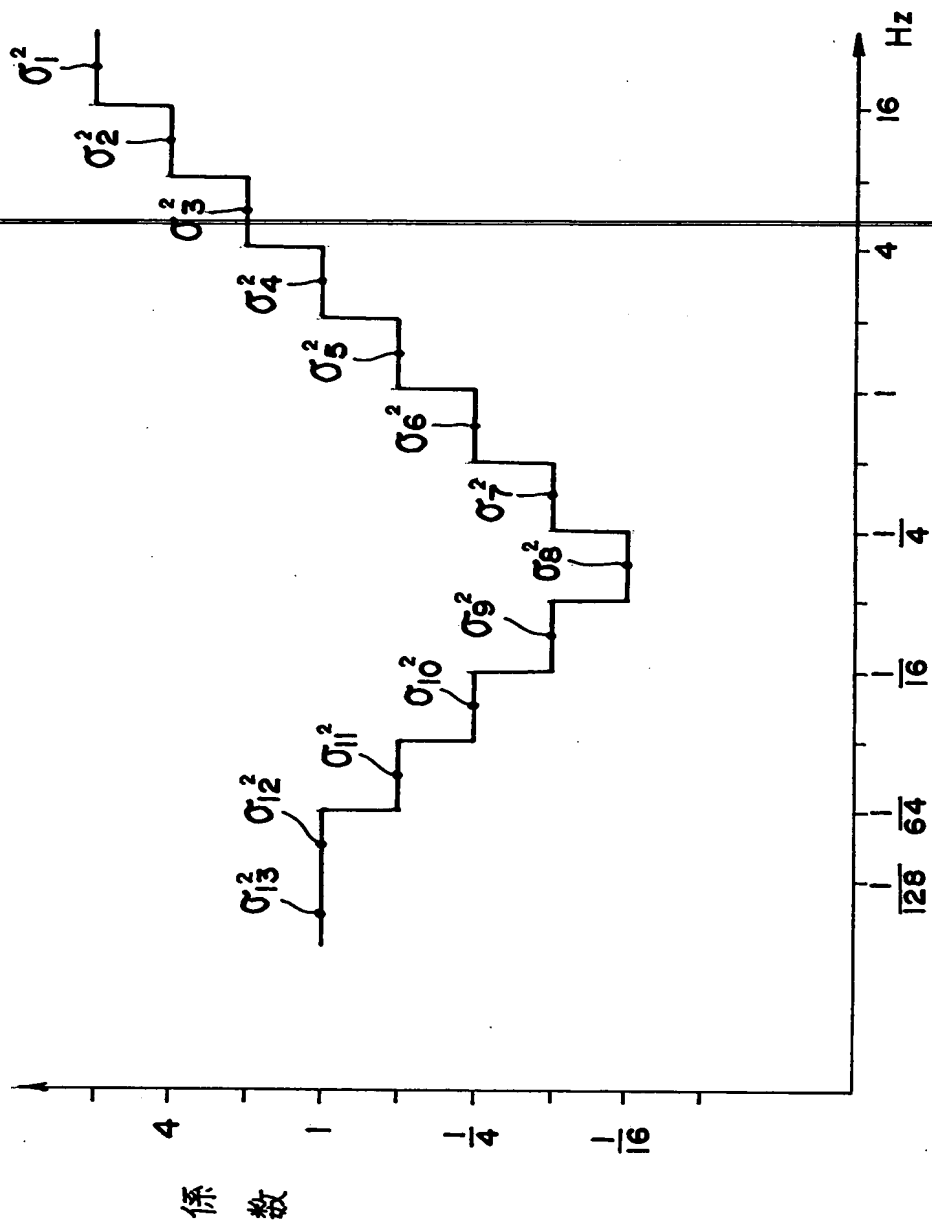 σ₁²
σ₂²
σ₃²
σ₄²
σ₅²
σ₆²
σ₇²
σ₈²
σ₉²
σ₁₀²
σ₁₁²
σ₁₂²
σ₁₃²
4
1
1/4
1/16
係数
1/128
1/64
1/16
1/4
1
4
16
Hz